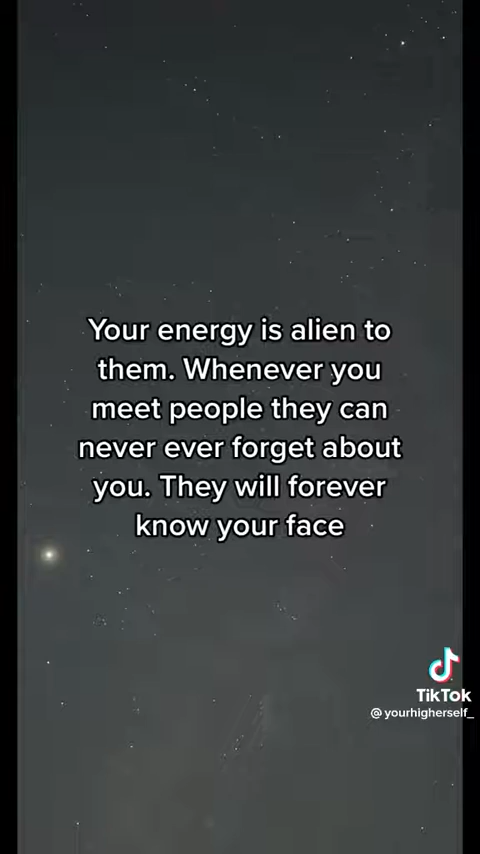 Your energy is alien to
them. Whenever you
meet people they can
never ever forget about
you. They will forever
know your face
TikTok
@yourhigherself_